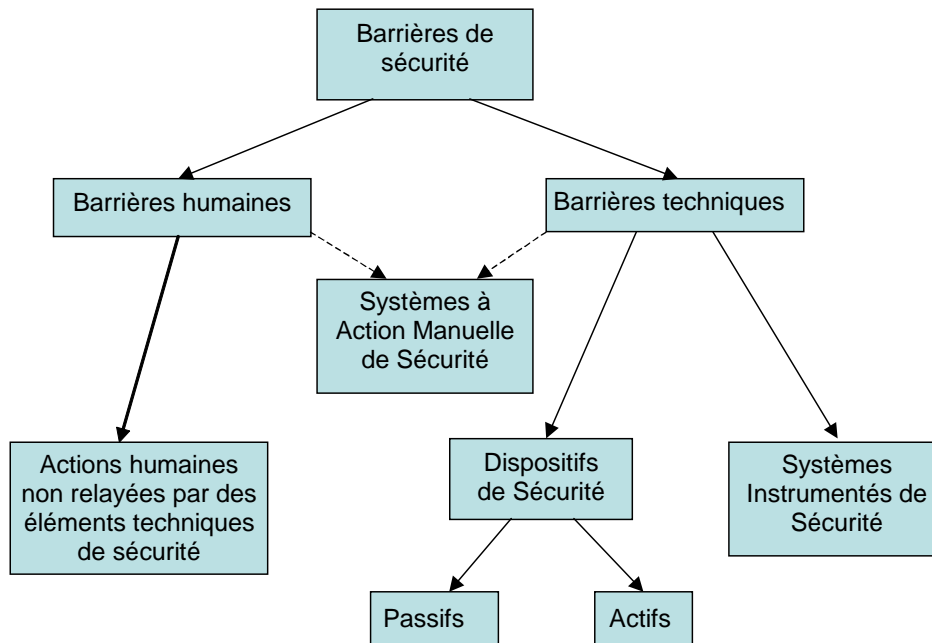 Barrières de
sécurité
Barrières humaines
Barrières techniques
Systèmes à
Action Manuelle
de Sécurité
Actions humaines
non relayées par des
éléments techniques
de sécurité
Dispositifs
de Sécurité
Systèmes
Instrumentés de
Sécurité
Passifs
Actifs